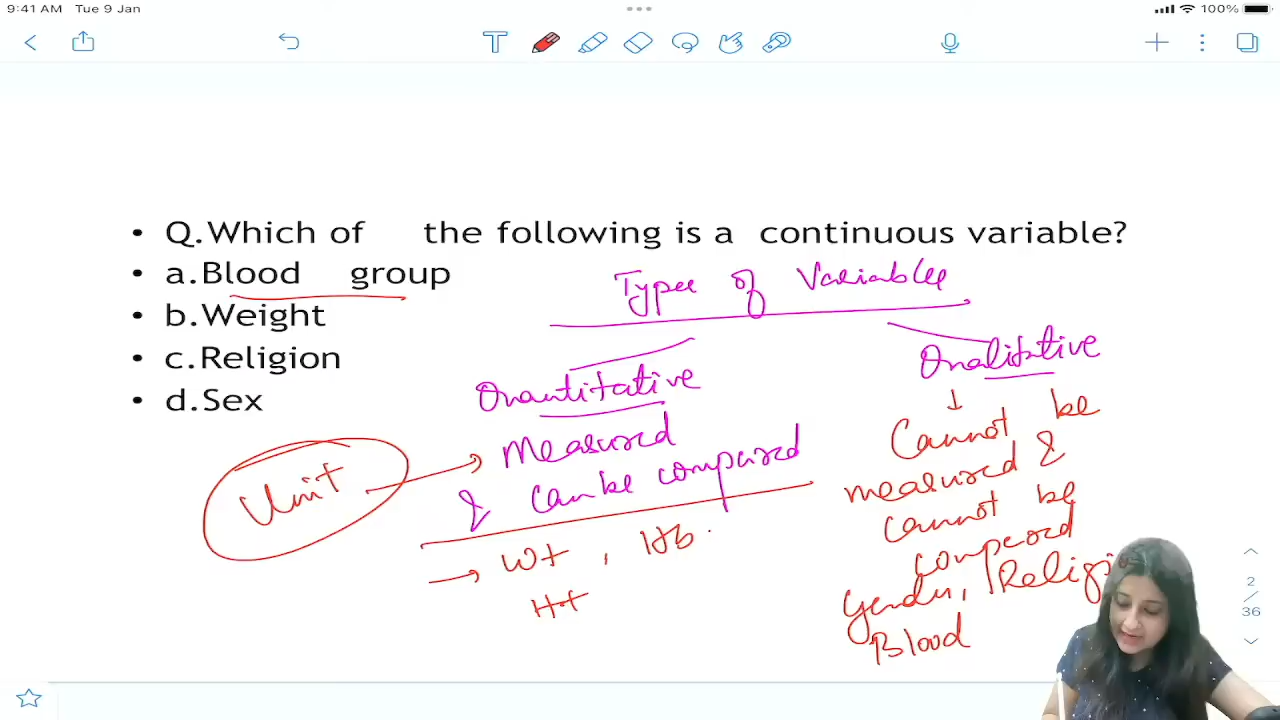 9:41 AM Tue 9 Jan
100%
• Q.Which of the following is a continuous variable?
• a.Blood group
• b.Weight
• c.Religion
• d.Sex
Types of Variables
Quantitative
Measured
& can be compared
Unit
Wt , Hb
Ht
Qualitative
Cannot be
measured &
cannot be
compared
Gender, Religio
Blood
2
/
36